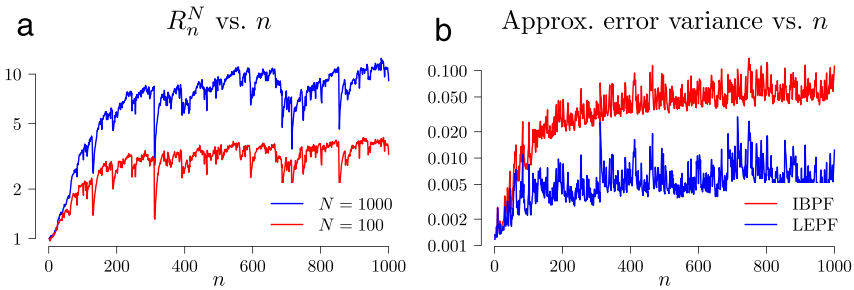 a
R_n^N vs. n
10
5
2
1
N = 1000
N = 100
0 200 400 600 800 1000
n
b
Approx. error variance vs. n
0.100
0.050
0.020
0.010
0.005
0.002
0.001
IBPF
LEPF
0 200 400 600 800 1000
n